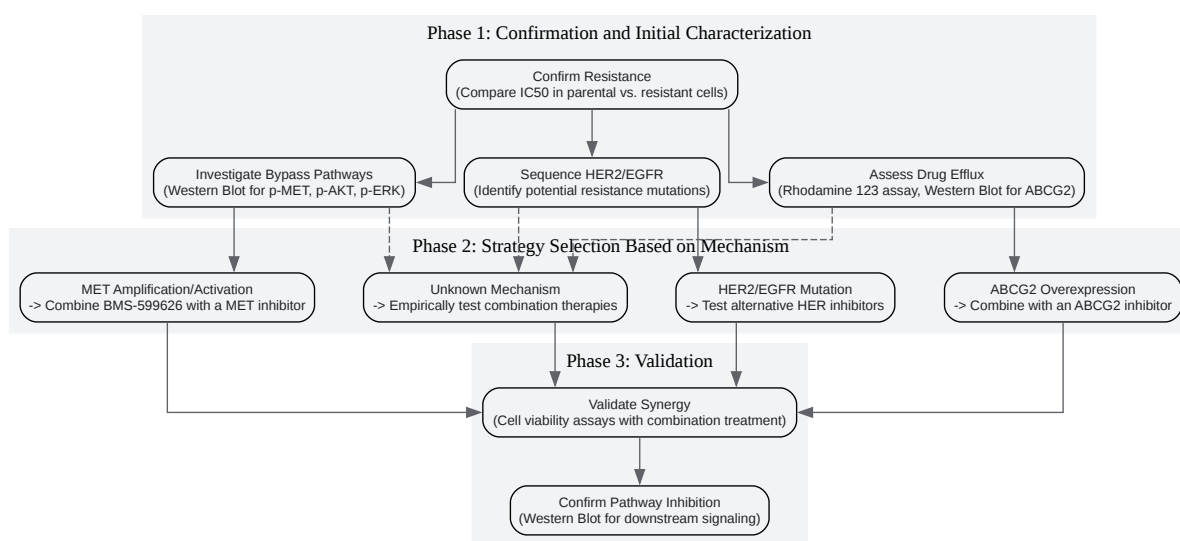 Phase 1: Confirmation and Initial Characterization
Confirm Resistance
(Compare IC50 in parental vs. resistant cells)
Investigate Bypass Pathways
(Western Blot for p-MET, p-AKT, p-ERK)
Sequence HER2/EGFR
(Identify potential resistance mutations)
Assess Drug Efflux
(Rhodamine 123 assay, Western Blot for ABCG2)
Phase 2: Strategy Selection Based on Mechanism
MET Amplification/Activation
-> Combine BMS-599626 with a MET inhibitor
Unknown Mechanism
-> Empirically test combination therapies
HER2/EGFR Mutation
-> Test alternative HER inhibitors
ABCG2 Overexpression
-> Combine with an ABCG2 inhibitor
Phase 3: Validation
Validate Synergy
(Cell viability assays with combination treatment)
Confirm Pathway Inhibition
(Western Blot for downstream signaling)